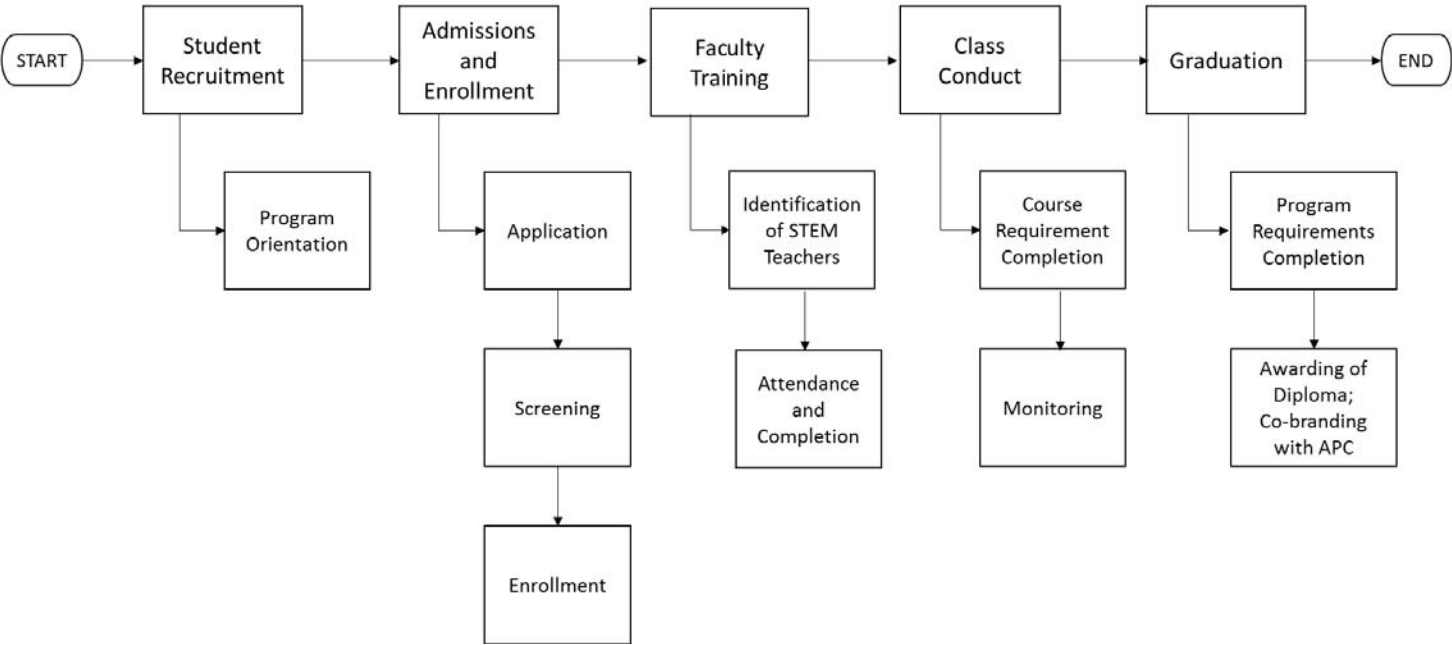 START
Student
Recruitment
Admissions
and
Enrollment
Faculty
Training
Class
Conduct
Graduation
END
Program
Orientation
Application
Identification
of STEM
Teachers
Course
Requirement
Completion
Program
Requirements
Completion
Screening
Attendance
and
Completion
Monitoring
Awarding of
Diploma;
Co-branding
with APC
Enrollment